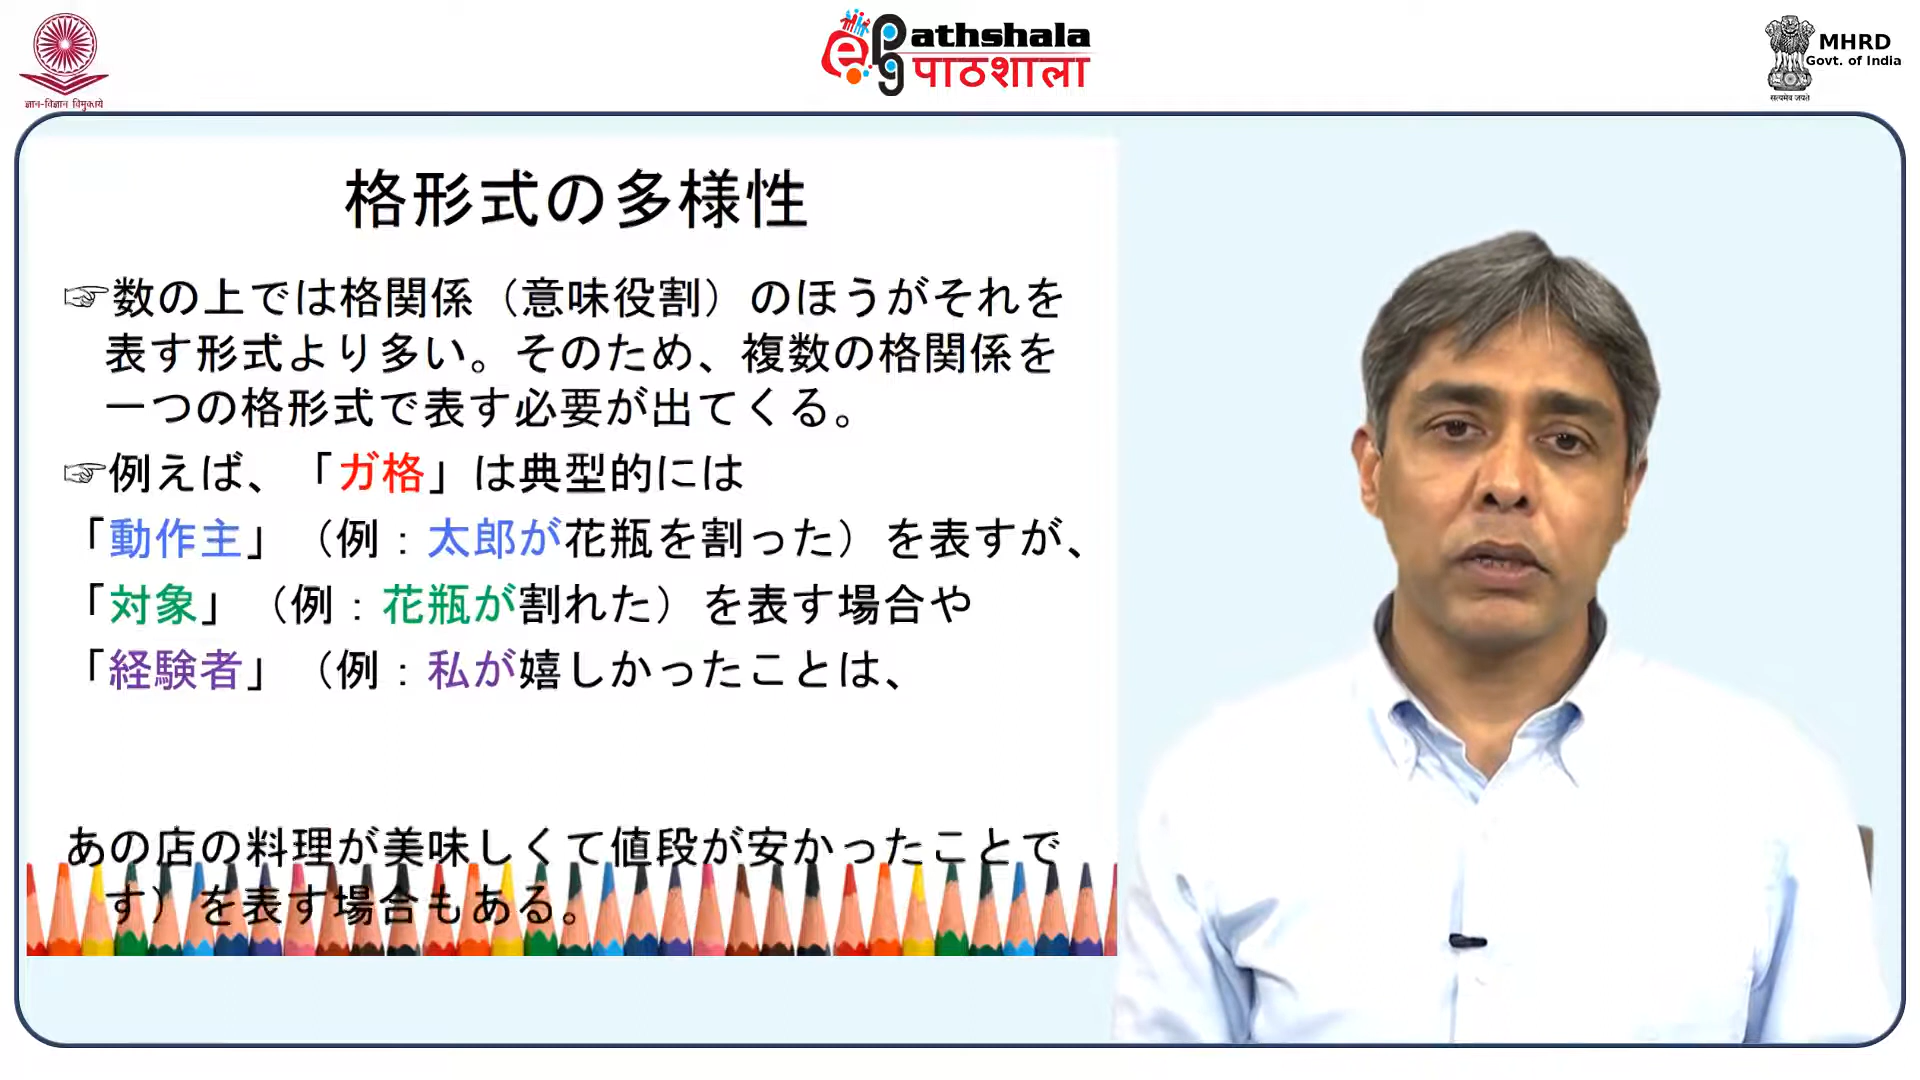 ज्ञान-विज्ञान विमुक्तये
ePathshala
पाठशाला
MHRD
Govt. of India
सत्यमेव जयते
格形式の多様性
☞数の上では格関係（意味役割）のほうがそれを
表す形式より多い。そのため、複数の格関係を
一つの格形式で表す必要が出てくる。
☞例えば、「ガ格」は典型的には
「動作主」（例：太郎が花瓶を割った）を表すが、
「対象」（例：花瓶が割れた）を表す場合や
「経験者」（例：私が嬉しかったことは、
あの店の料理が美味しくて値段が安かったことで
す）を表す場合もある。